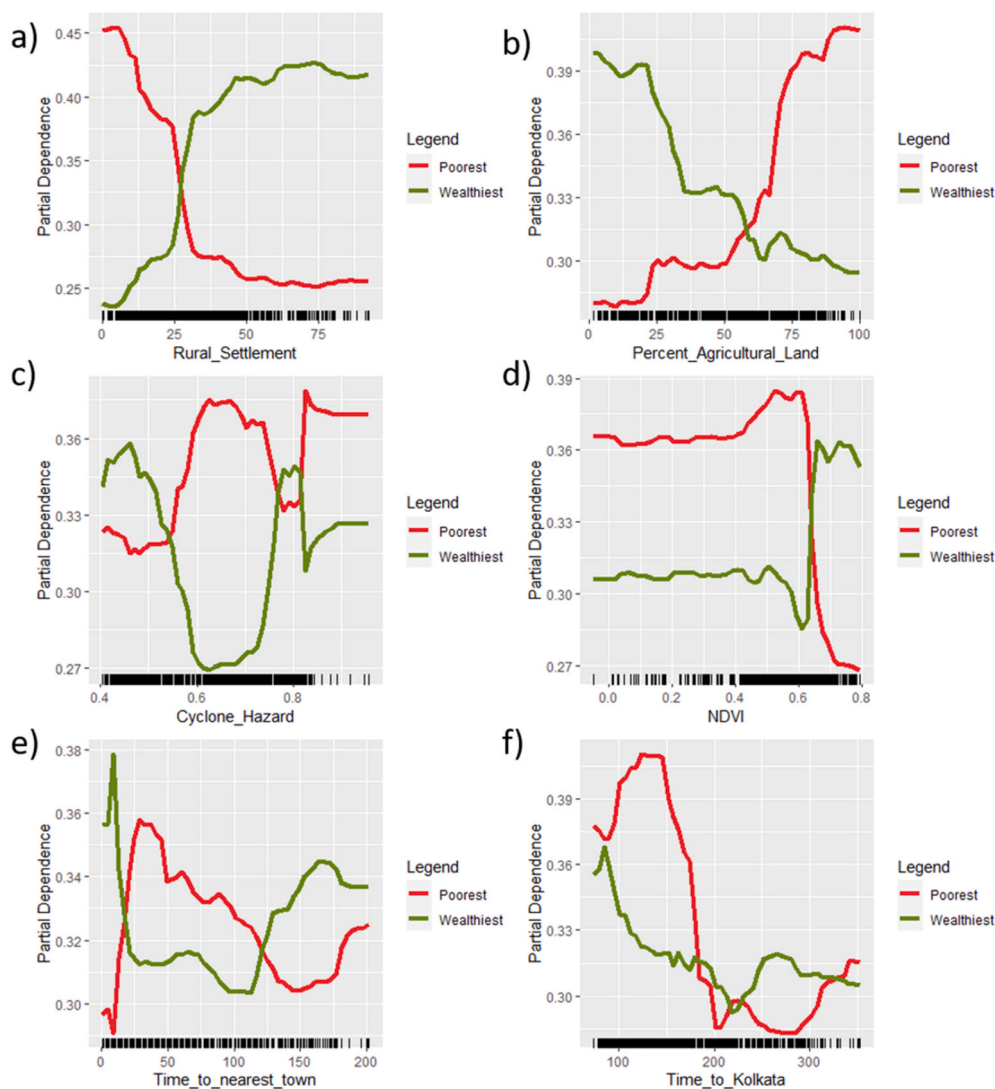 a)
0.45
0.40
0.35
0.30
0.25
Partial Dependence
0
25
50
75
Rural_Settlement
Legend
Poorest
Wealthiest
b)
0.39
0.36
0.33
0.30
Partial Dependence
0
25
50
75
100
Percent_Agricultural_Land
Legend
Poorest
Wealthiest
c)
0.36
0.33
0.30
0.27
Partial Dependence
0.4
0.6
0.8
Cyclone_Hazard
Legend
Poorest
Wealthiest
d)
0.39
0.36
0.33
0.30
0.27
Partial Dependence
0.0
0.2
0.4
0.6
0.8
NDVI
Legend
Poorest
Wealthiest
e)
0.38
0.36
0.34
0.32
0.30
Partial Dependence
0
50
100
150
200
Time_to_nearest_town
Legend
Poorest
Wealthiest
f)
0.39
0.36
0.33
0.30
Partial Dependence
100
200
300
Time_to_Kolkata
Legend
Poorest
Wealthiest